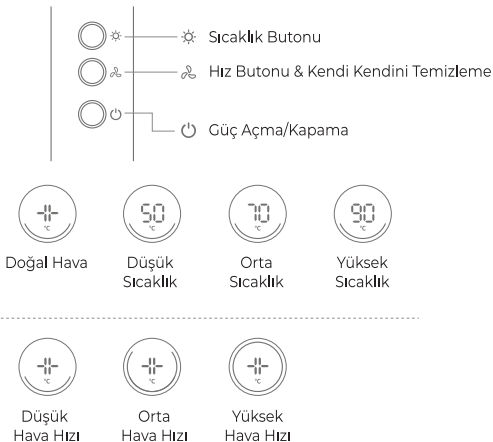 Sıcaklık Butonu
Hız Butonu & Kendi Kendini Temizleme
Güç Açma/Kapama
°C
50
°C
70
°C
90
°C
Doğal Hava
Düşük
Sıcaklık
Orta
Sıcaklık
Yüksek
Sıcaklık
°C
°C
°C
Düşük
Hava Hızı
Orta
Hava Hızı
Yüksek
Hava Hızı